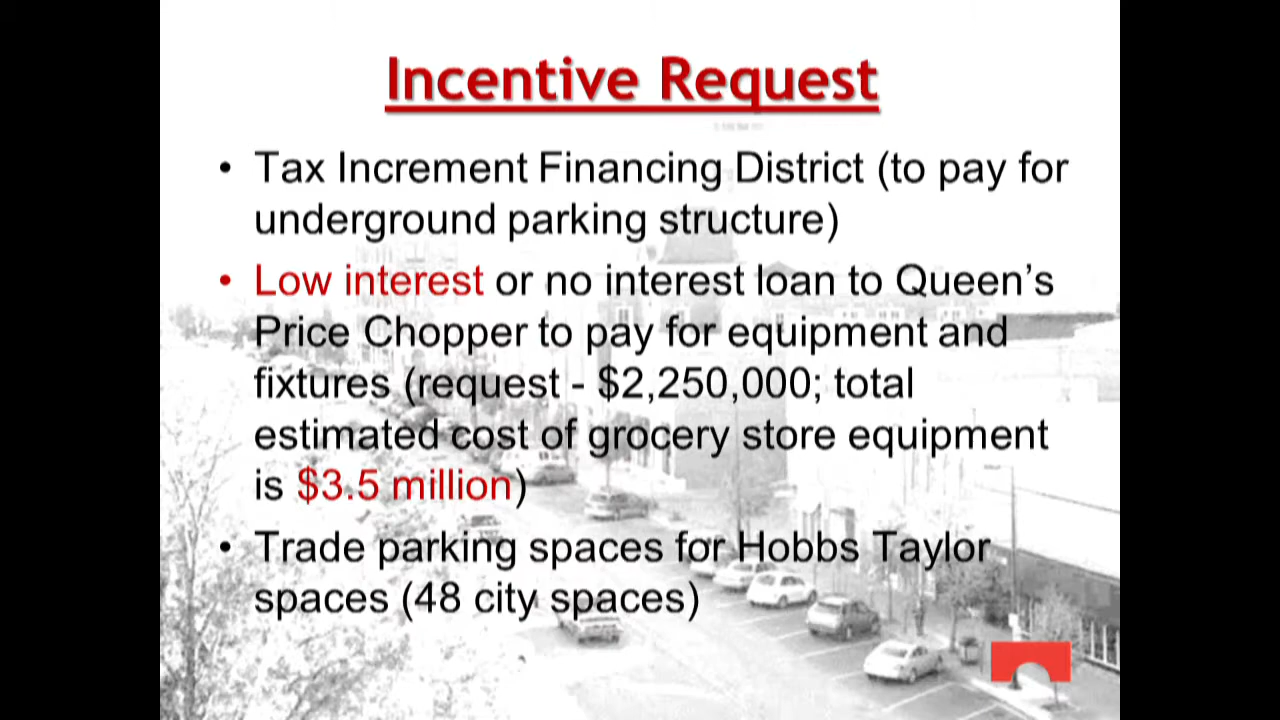 Incentive Request
• Tax Increment Financing District (to pay for
underground parking structure)
• Low interest or no interest loan to Queen’s
Price Chopper to pay for equipment and
fixtures (request - $2,250,000; total
estimated cost of grocery store equipment
is $3.5 million)
• Trade parking spaces for Hobbs Taylor
spaces (48 city spaces)